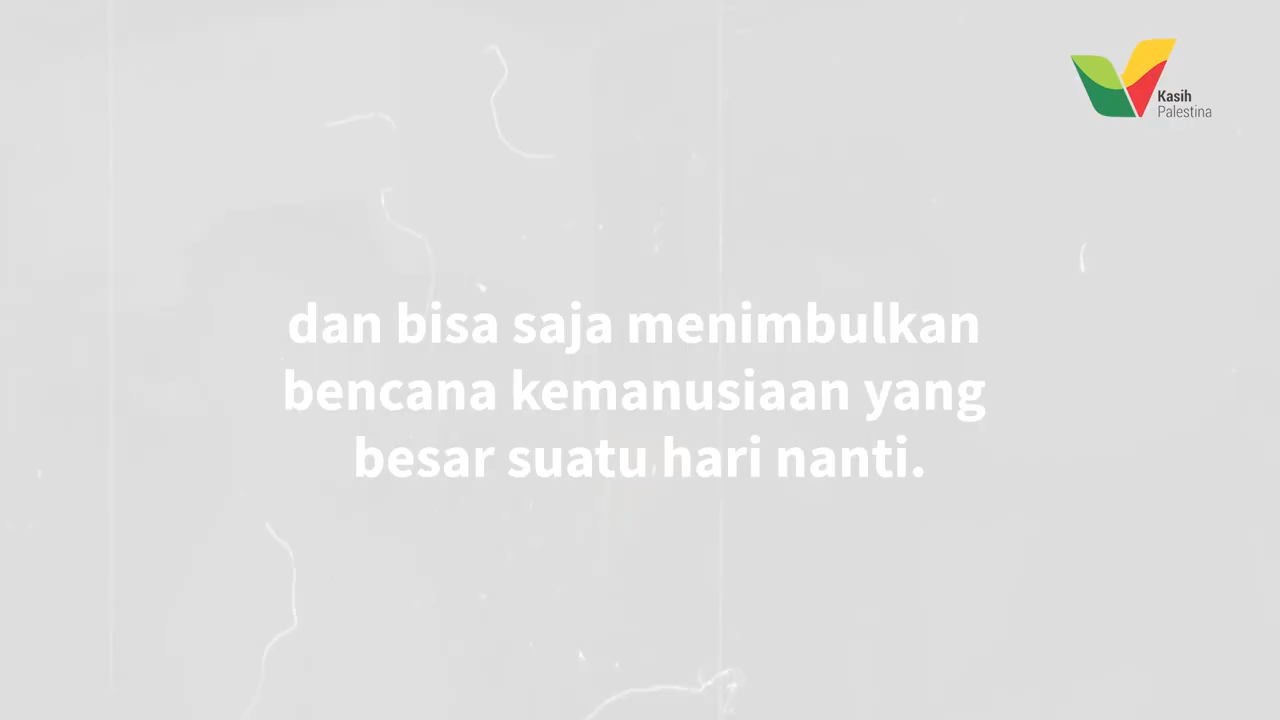 Kasih
Palestina
dan bisa saja menimbulkan
bencana kemanusiaan yang
besar suatu hari nanti.